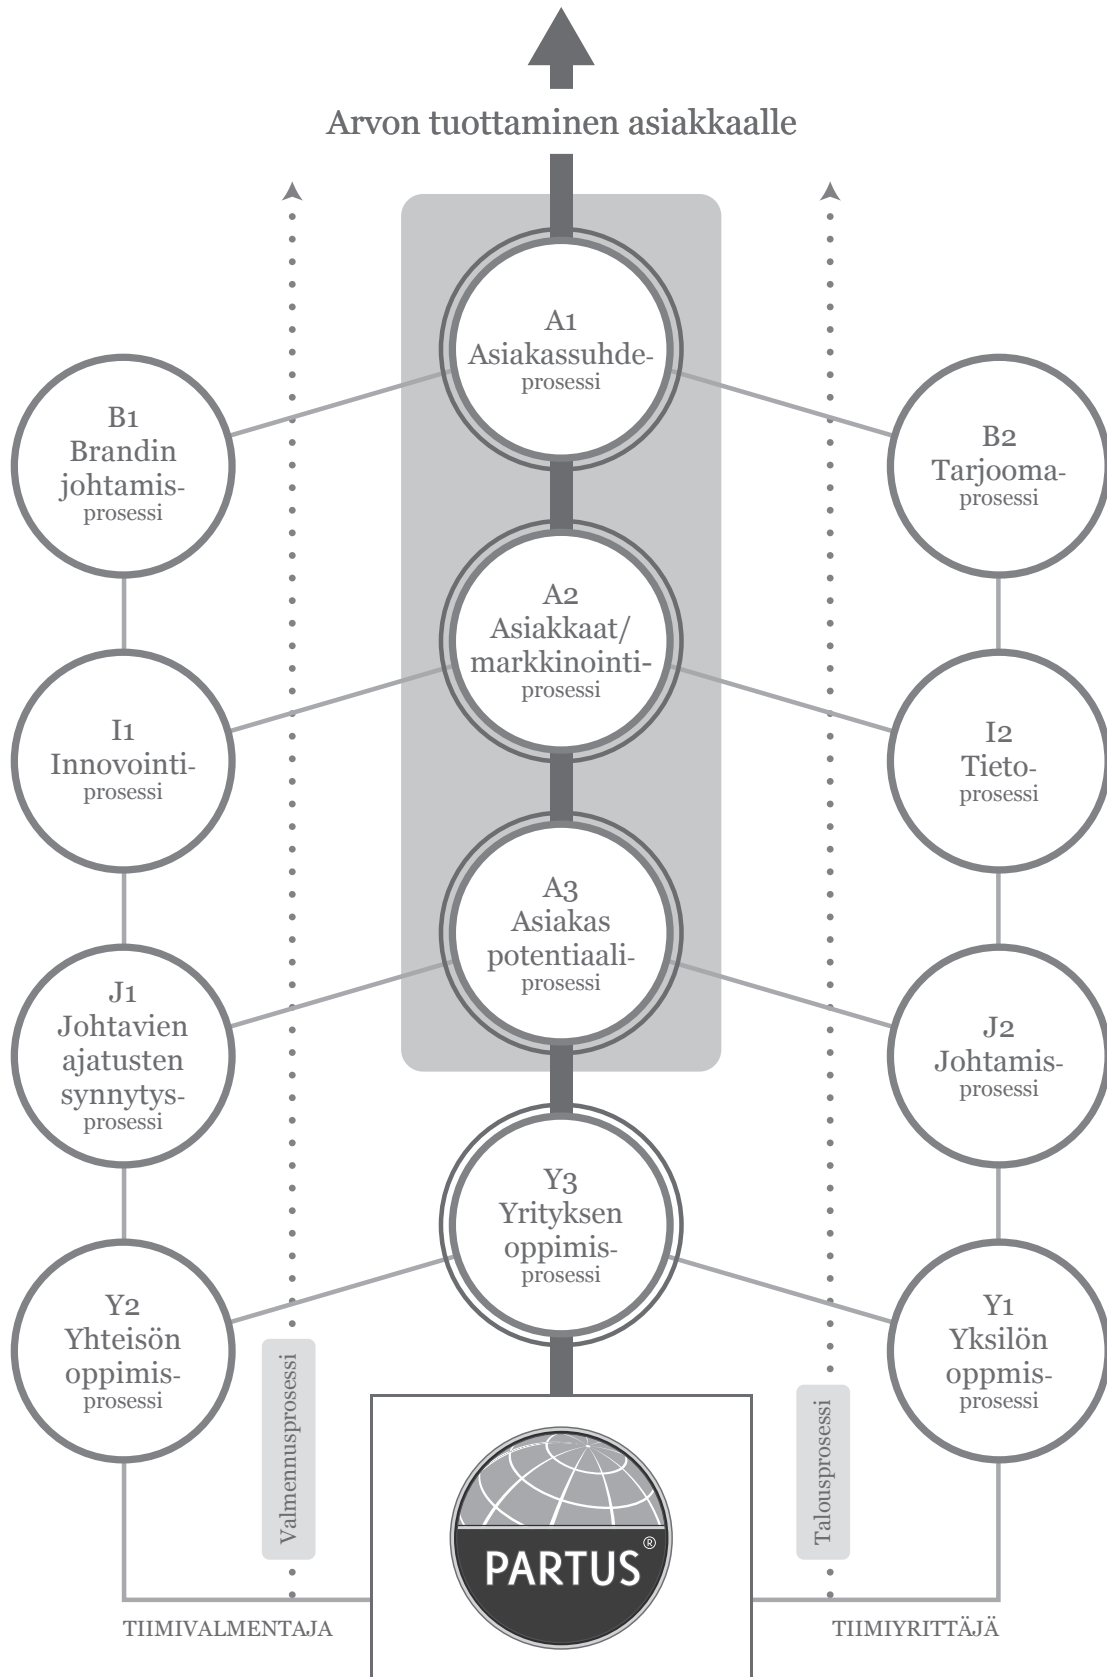 Arvon tuottaminen asiakkaalle
A1
Asiakassuhde-
prosessi
B1
Brandin
johtamis-
prosessi
B2
Tarjooma-
prosessi
A2
Asiakkaat/
markkinointi-
prosessi
I1
Innovointi-
prosessi
I2
Tieto-
prosessi
A3
Asiakas
potentiaali-
prosessi
J1
Johtavien
ajatusten
synnytys-
prosessi
J2
Johtamis-
prosessi
Y3
Yrityksen
oppimis-
prosessi
Y2
Yhteisön
oppimis-
prosessi
Y1
Yksilön
oppmis-
prosessi
Valmennusprosessi
Talousprosessi
PARTUS®
TIIMIVALMENTAJA
TIIMIYRITTÄJÄ